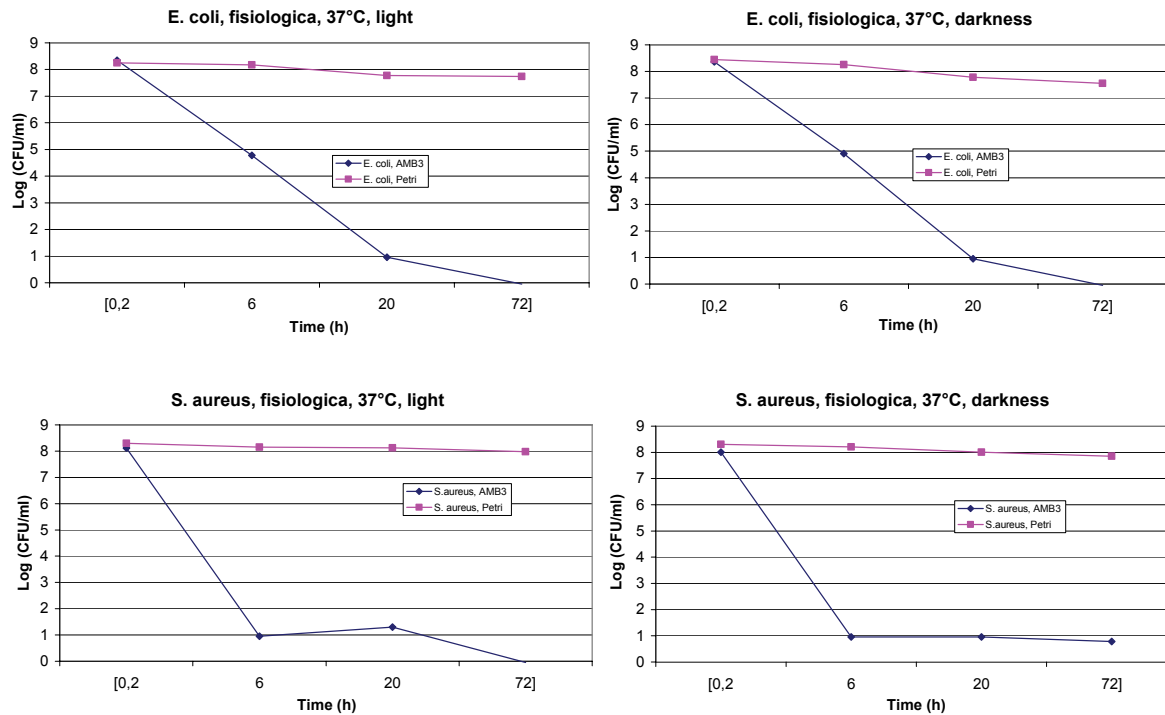 E. coli, fisiologica, 37°C, light
9
8
7
6
5
4
3
2
1
0
Log (CFU/ml)
E. coli, AMB3
E. coli, Petri
[0,2 6 20 72]
Time (h)
E. coli, fisiologica, 37°C, darkness
9
8
7
6
5
4
3
2
1
0
Log (CFU/ml)
E. coli, AMB3
E. coli, Petri
[0,2 6 20 72]
Time (h)
S. aureus, fisiologica, 37°C, light
9
8
7
6
5
4
3
2
1
0
Log (CFU/ml)
S.aureus, AMB3
S. aureus, Petri
[0,2 6 20 72]
Time (h)
S. aureus, fisiologica, 37°C, darkness
9
8
7
6
5
4
3
2
1
0
Log (CFU/ml)
S. aureus, AMB3
S.aureus, Petri
[0,2 6 20 72]
Time (h)